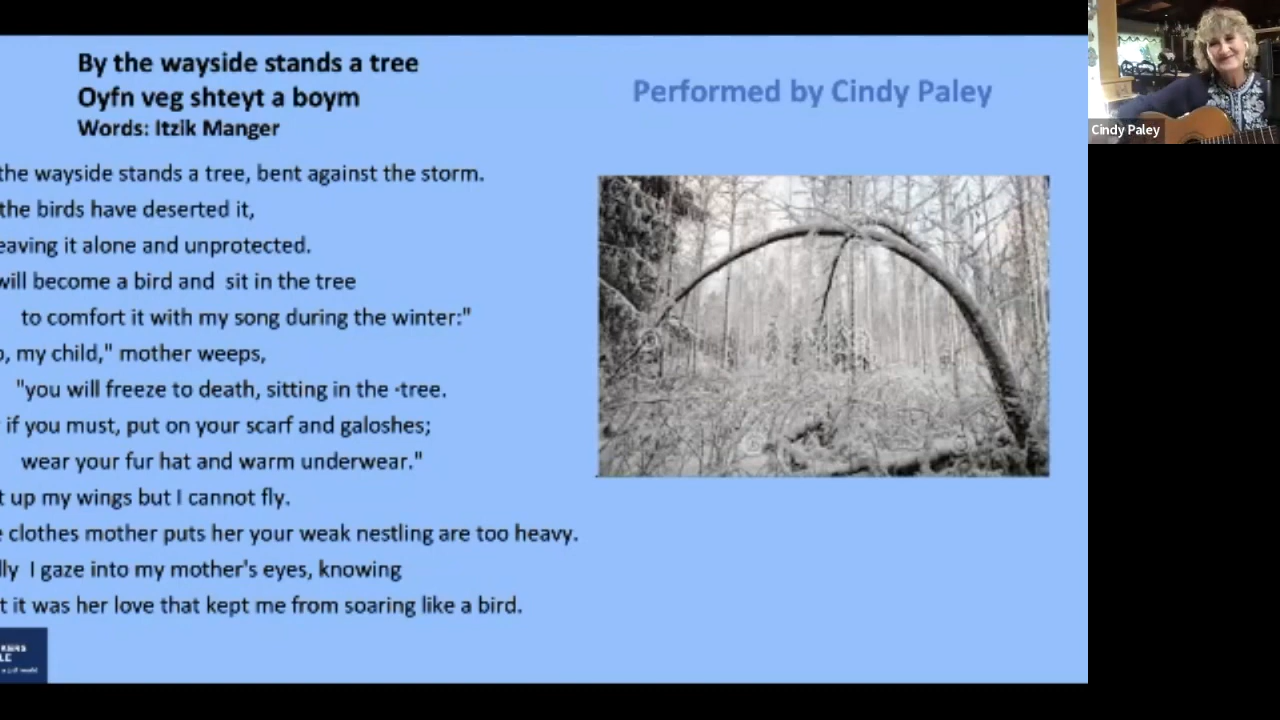 By the wayside stands a tree
Oyfn veg shteyt a boym
Words: Itzik Manger
the wayside stands a tree, bent against the storm.
the birds have deserted it,
eaving it alone and unprotected.
will become a bird and sit in the tree
to comfort it with my song during the winter:"
o, my child," mother weeps,
"you will freeze to death, sitting in the ·tree.
if you must, put on your scarf and galoshes;
wear your fur hat and warm underwear."
t up my wings but I cannot fly.
e clothes mother puts her your weak nestling are too heavy.
lly I gaze into my mother's eyes, knowing
t it was her love that kept me from soaring like a bird.
KERS
LE
Performed by Cindy Paley
Cindy Paley